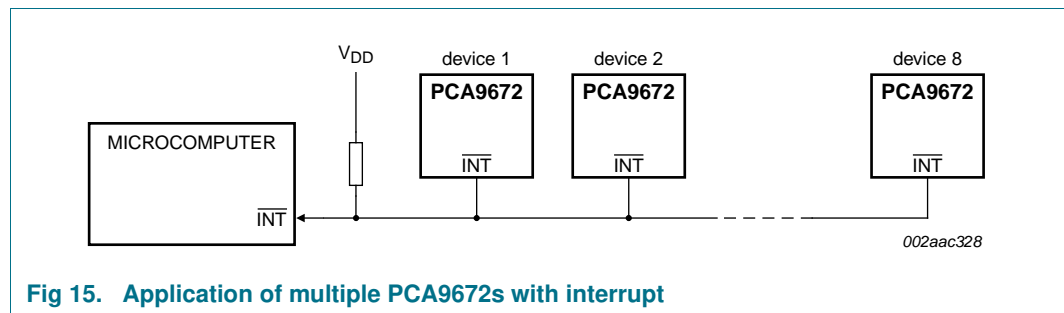 VDD
device 1
device 2
device 8
PCA9672
PCA9672
PCA9672
MICROCOMPUTER
INT
INT
INT
INT
002aac328
Fig 15. Application of multiple PCA9672s with interrupt